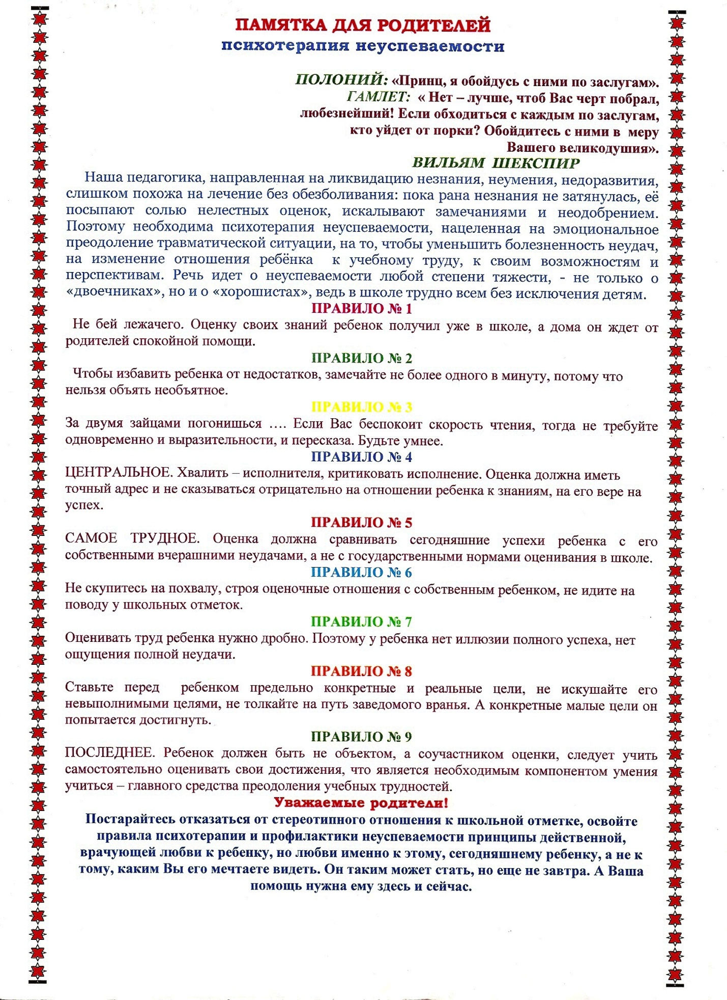 ПАМЯТКА ДЛЯ РОДИТЕЛЕЙ
психотерапия неуспеваемости
ПОЛОНИЙ: «Принц, я обойдусь с ними по заслугам».
ГАМЛЕТ: « Нет – лучше, чтоб Вас черт побрал,
любезнейший! Если обходиться с каждым по заслугам,
кто уйдет от порки? Обойдитесь с ними в меру
Вашего великодушия».
ВИЛЬЯМ ШЕКСПИР
Наша педагогика, направленная на ликвидацию незнания, неумения, недоразвития,
слишком похожа на лечение без обезболивания: пока рана незнания не затянулась, её
посыпают солью нелестных оценок, искалывают замечаниями и неодобрением.
Поэтому необходима психотерапия неуспеваемости, нацеленная на эмоциональное
преодоление травматической ситуации, на то, чтобы уменьшить болезненность неудач,
на изменение отношения ребёнка к учебному труду, к своим возможностям и
перспективам. Речь идет о неуспеваемости любой степени тяжести, - не только о
«двоечниках», но и о «хорошистах», ведь в школе трудно всем без исключения детям.
ПРАВИЛО № 1
Не бей лежачего. Оценку своих знаний ребенок получил уже в школе, а дома он ждет от
родителей спокойной помощи.
ПРАВИЛО № 2
Чтобы избавить ребенка от недостатков, замечайте не более одного в минуту, потому что
нельзя объять необъятное.
ПРАВИЛО № 3
За двумя зайцами погонишься …. Если Вас беспокоит скорость чтения, тогда не требуйте
одновременно и выразительности, и пересказа. Будьте умнее.
ПРАВИЛО № 4
ЦЕНТРАЛЬНОЕ. Хвалить – исполнителя, критиковать исполнение. Оценка должна иметь
точный адрес и не сказываться отрицательно на отношении ребенка к знаниям, на его вере на
успех.
ПРАВИЛО № 5
САМОЕ ТРУДНОЕ. Оценка должна сравнивать сегодняшние успехи ребенка с его
собственными вчерашними неудачами, а не с государственными нормами оценивания в школе.
ПРАВИЛО № 6
Не скупитесь на похвалу, строя оценочные отношения с собственным ребенком, не идите на
поводу у школьных отметок.
ПРАВИЛО № 7
Оценивать труд ребенка нужно дробно. Поэтому у ребенка нет иллюзии полного успеха, нет
ощущения полной неудачи.
ПРАВИЛО № 8
Ставьте перед ребенком предельно конкретные и реальные цели, не искушайте его
невыполнимыми целями, не толкайте на путь заведомого вранья. А конкретные малые цели он
попытается достигнуть.
ПРАВИЛО № 9
ПОСЛЕДНЕЕ. Ребенок должен быть не объектом, а соучастником оценки, следует учить
самостоятельно оценивать свои достижения, что является необходимым компонентом умения
учиться – главного средства преодоления учебных трудностей.
Уважаемые родители!
Постарайтесь отказаться от стереотипного отношения к школьной отметке, освойте
правила психотерапии и профилактики неуспеваемости принципы действенной,
врачующей любви к ребенку, но любви именно к этому, сегодняшнему ребенку, а не к
тому, каким Вы его мечтаете видеть. Он таким может стать, но еще не завтра. А Ваша
помощь нужна ему здесь и сейчас.